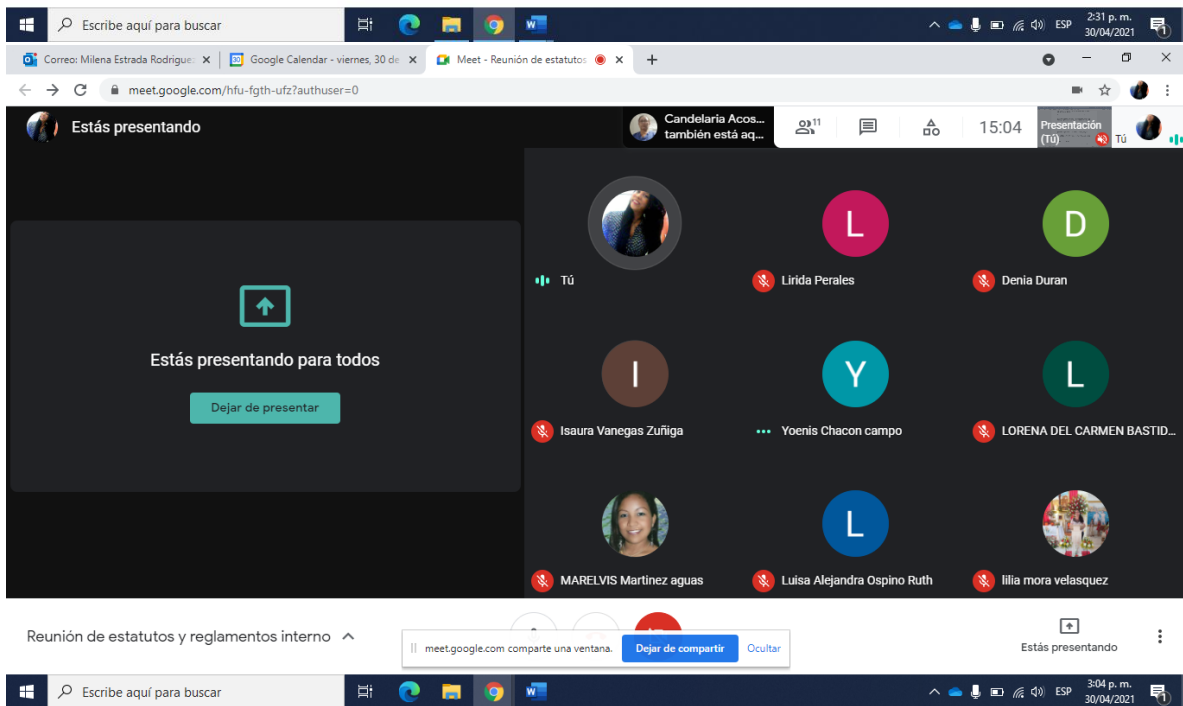 Escribe aquí para buscar
ESP
2:31 p. m.
30/04/2021
1
Correo: Milena Estrada Rodrigue:
Google Calendar - viernes, 30 de
Meet - Reunión de estatutos
meet.google.com/hfu-fgth-ufz?authuser=0
Estás presentando
Candelaria Acos...
también está aq...
11
15:04
Presentación
(Tú)
Tú
Estás presentando para todos
Dejar de presentar
Tú
L
Lirida Perales
D
Denia Duran
I
Isaura Vanegas Zuñiga
Y
Yoenis Chacon campo
L
LORENA DEL CARMEN BASTID...
MARELVIS Martinez aguas
L
Luisa Alejandra Ospino Ruth
lilia mora velasquez
Reunión de estatutos y reglamentos interno
meet.google.com comparte una ventana.
Dejar de compartir
Ocultar
Estás presentando
Escribe aquí para buscar
ESP
3:04 p. m.
30/04/2021
1